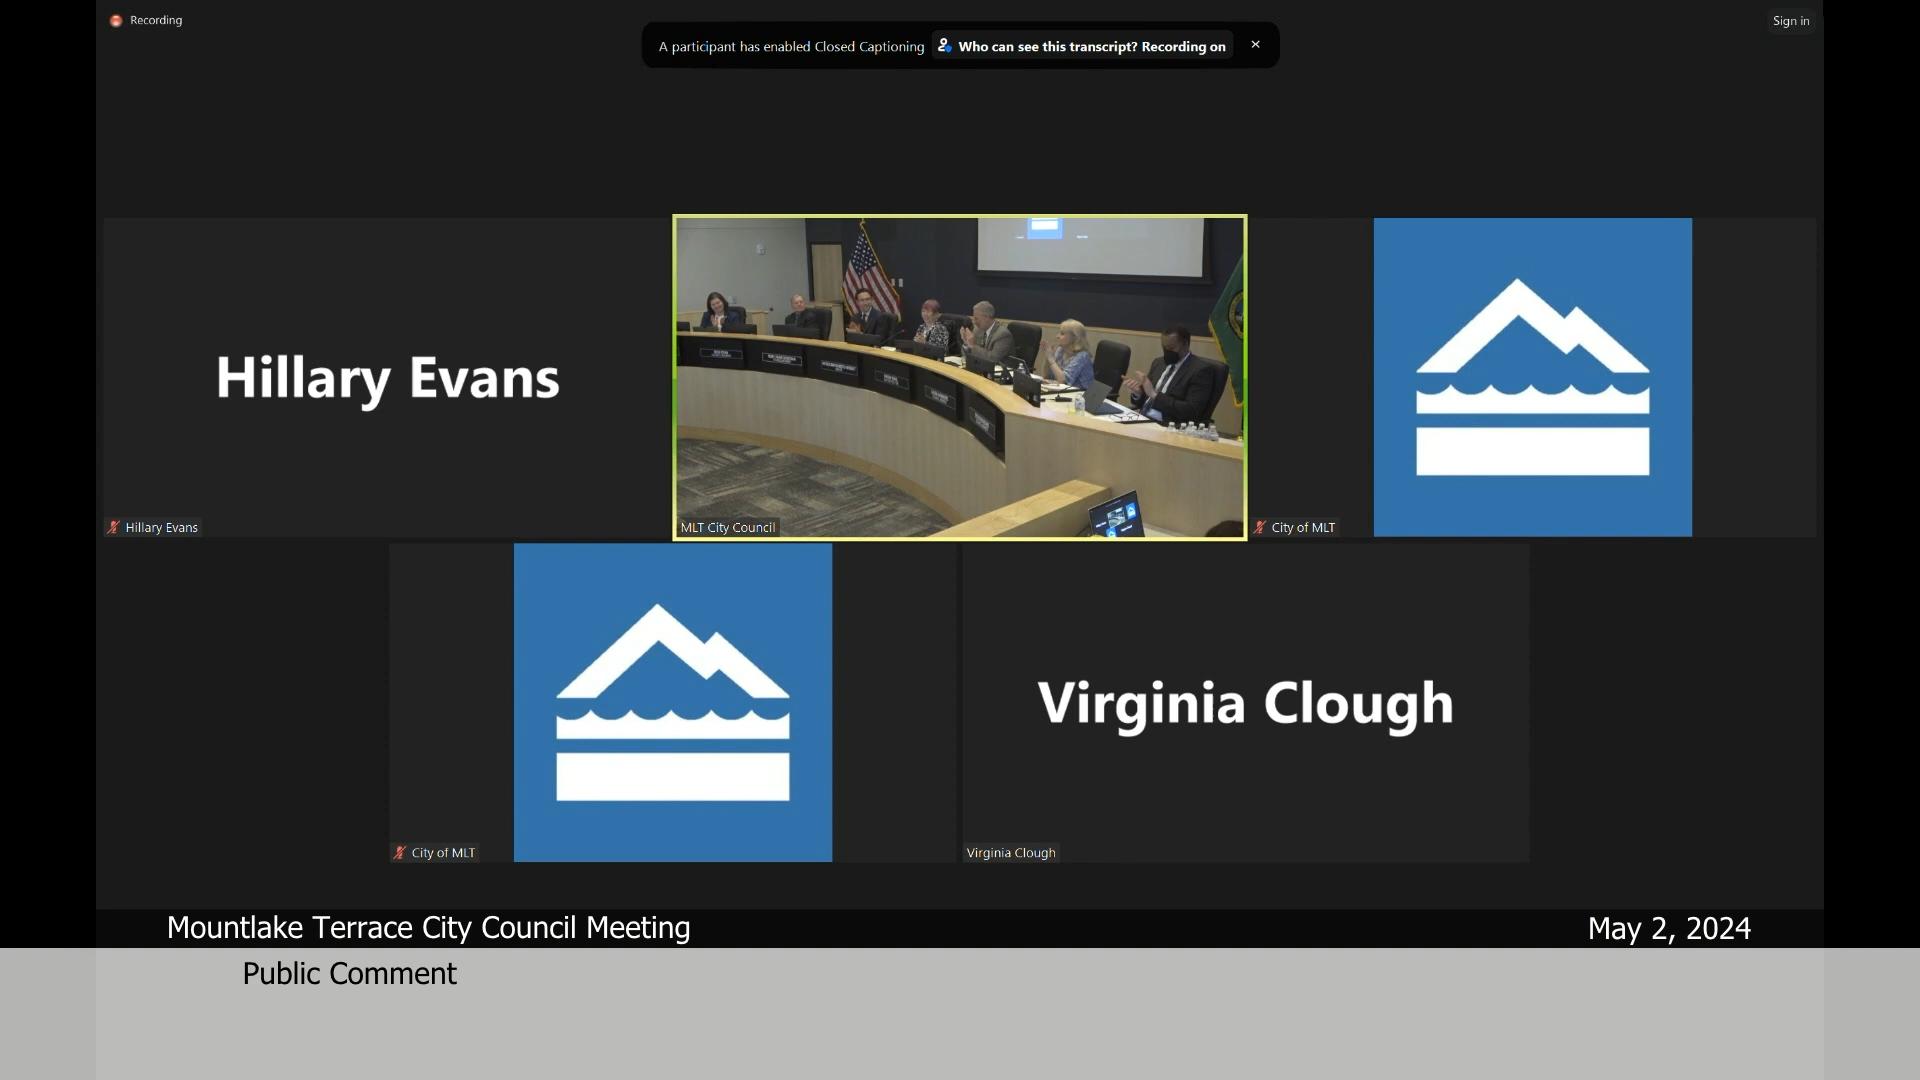 Recording
Sign in
A participant has enabled Closed Captioning Who can see this transcript? Recording on
Hillary Evans
Hillary Evans
MLT City Council
City of MLT
Virginia Clough
City of MLT
Virginia Clough
Mountlake Terrace City Council Meeting
May 2, 2024
Public Comment